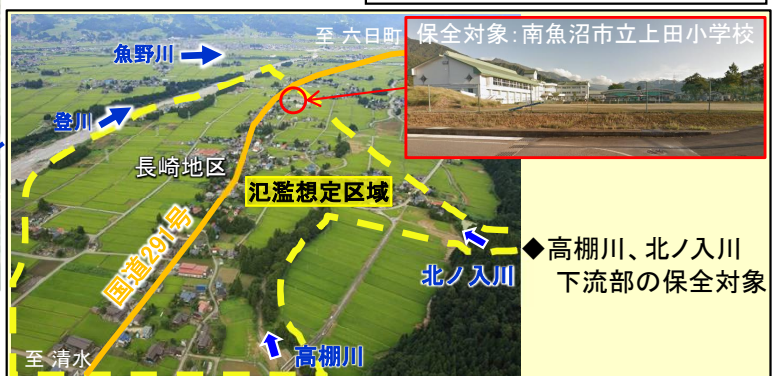 至 六日町
保全対象:南魚沼市立上田小学校
魚野川
登川
長崎地区
氾濫想定区域
国道291号
北ノ入川
◆高棚川、北ノ入川
下流部の保全対象
至 清水
高棚川